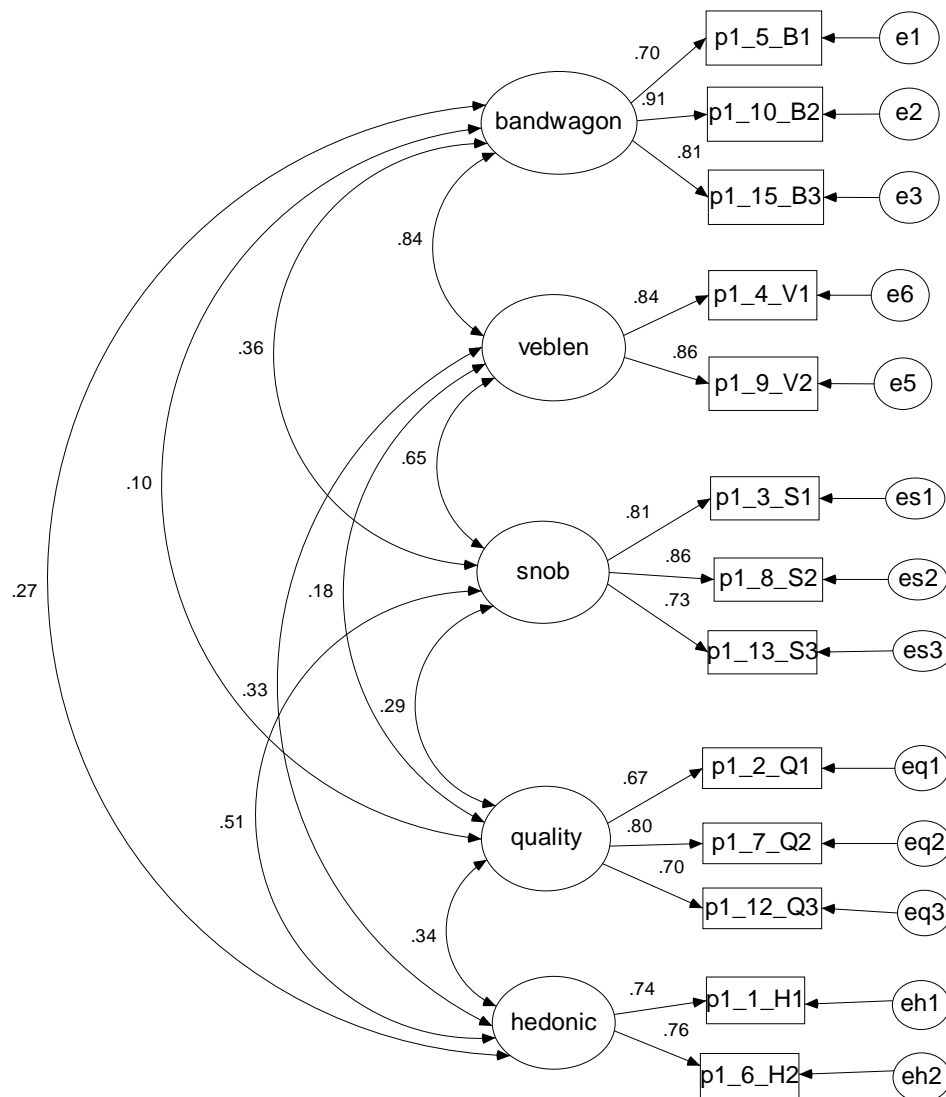 p1_5_B1
e1
.70
bandwagon
.91
p1_10_B2
e2
.81
p1_15_B3
e3
.84
.84
p1_4_V1
e6
.36
veblen
.86
p1_9_V2
e5
.65
.10
.81
p1_3_S1
es1
.27
.18
snob
.86
p1_8_S2
es2
.73
p1_13_S3
es3
.33
.29
.67
p1_2_Q1
eq1
.51
quality
.80
p1_7_Q2
eq2
.70
p1_12_Q3
eq3
.34
.74
p1_1_H1
eh1
hedonic
.76
p1_6_H2
eh2